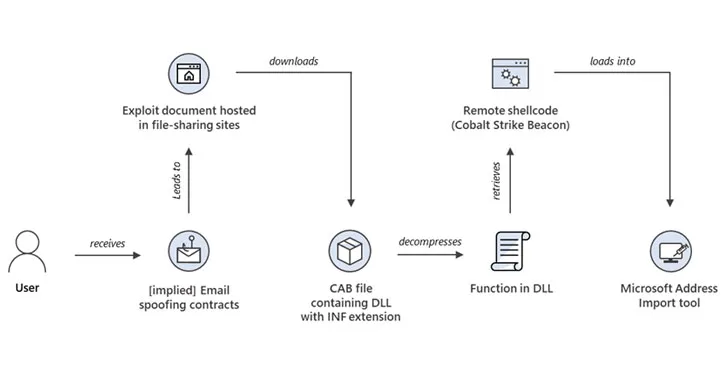 downloads
loads into
Exploit document hosted
in file-sharing sites
Remote shellcode
(Cobalt Strike Beacon)
Leads to
retrieves
receives
decompresses
User
[implied] Email
spoofing contracts
CAB file
containing DLL
with INF extension
Function in DLL
Microsoft Address
Import tool